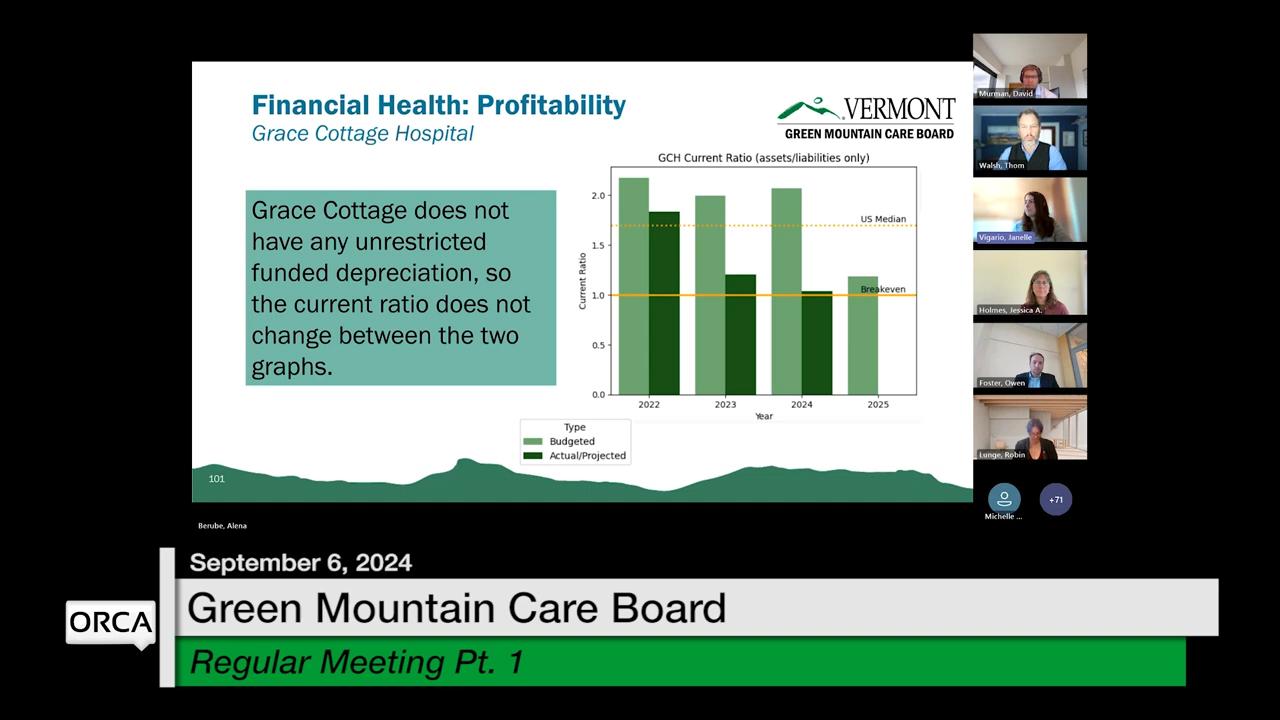 Financial Health: Profitability
Grace Cottage Hospital
VERMONT
GREEN MOUNTAIN CARE BOARD
Grace Cottage does not
have any unrestricted
funded depreciation, so
the current ratio does not
change between the two
graphs.
GCH Current Ratio (assets/liabilities only)
Current Ratio
2.0
1.5
1.0
0.5
0.0
US Median
Breakeven
2022 2023 2024 2025
Year
Type
Budgeted
Actual/Projected
101
Murman, David
Walsh, Thom
Vigario, Janelle
Holmes, Jessica A.
Foster, Owen
Lunge, Robin
Michelle ...
+71
Berube, Alena
September 6, 2024
ORCA
Green Mountain Care Board
Regular Meeting Pt. 1